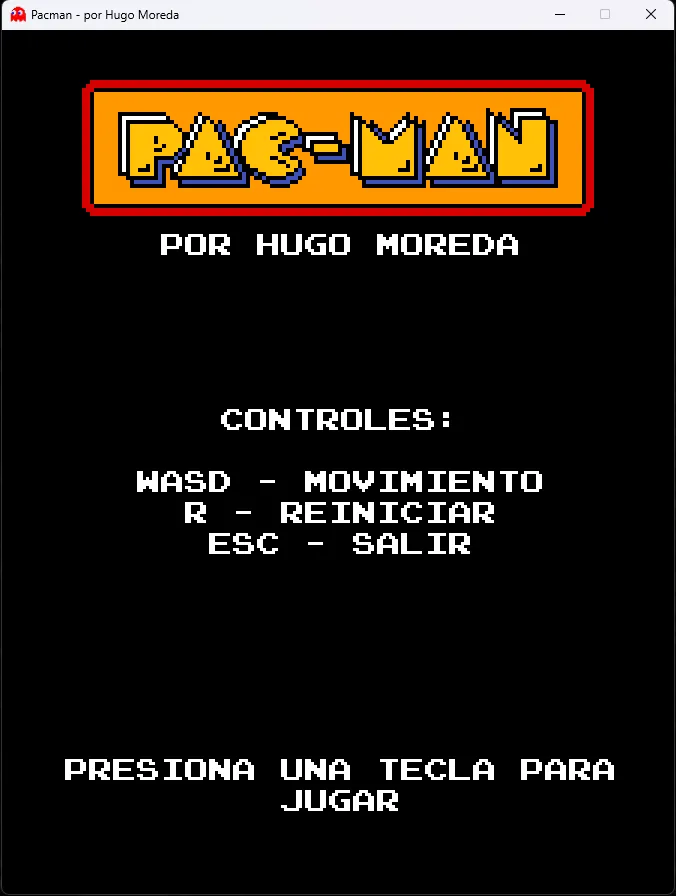 Pacman - por Hugo Moreda
PAC-MAN
POR HUGO MOREDA
CONTROLES:
WASD - MOVIMIENTO
R - REINICIAR
ESC - SALIR
PRESIONA UNA TECLA PARA
JUGAR